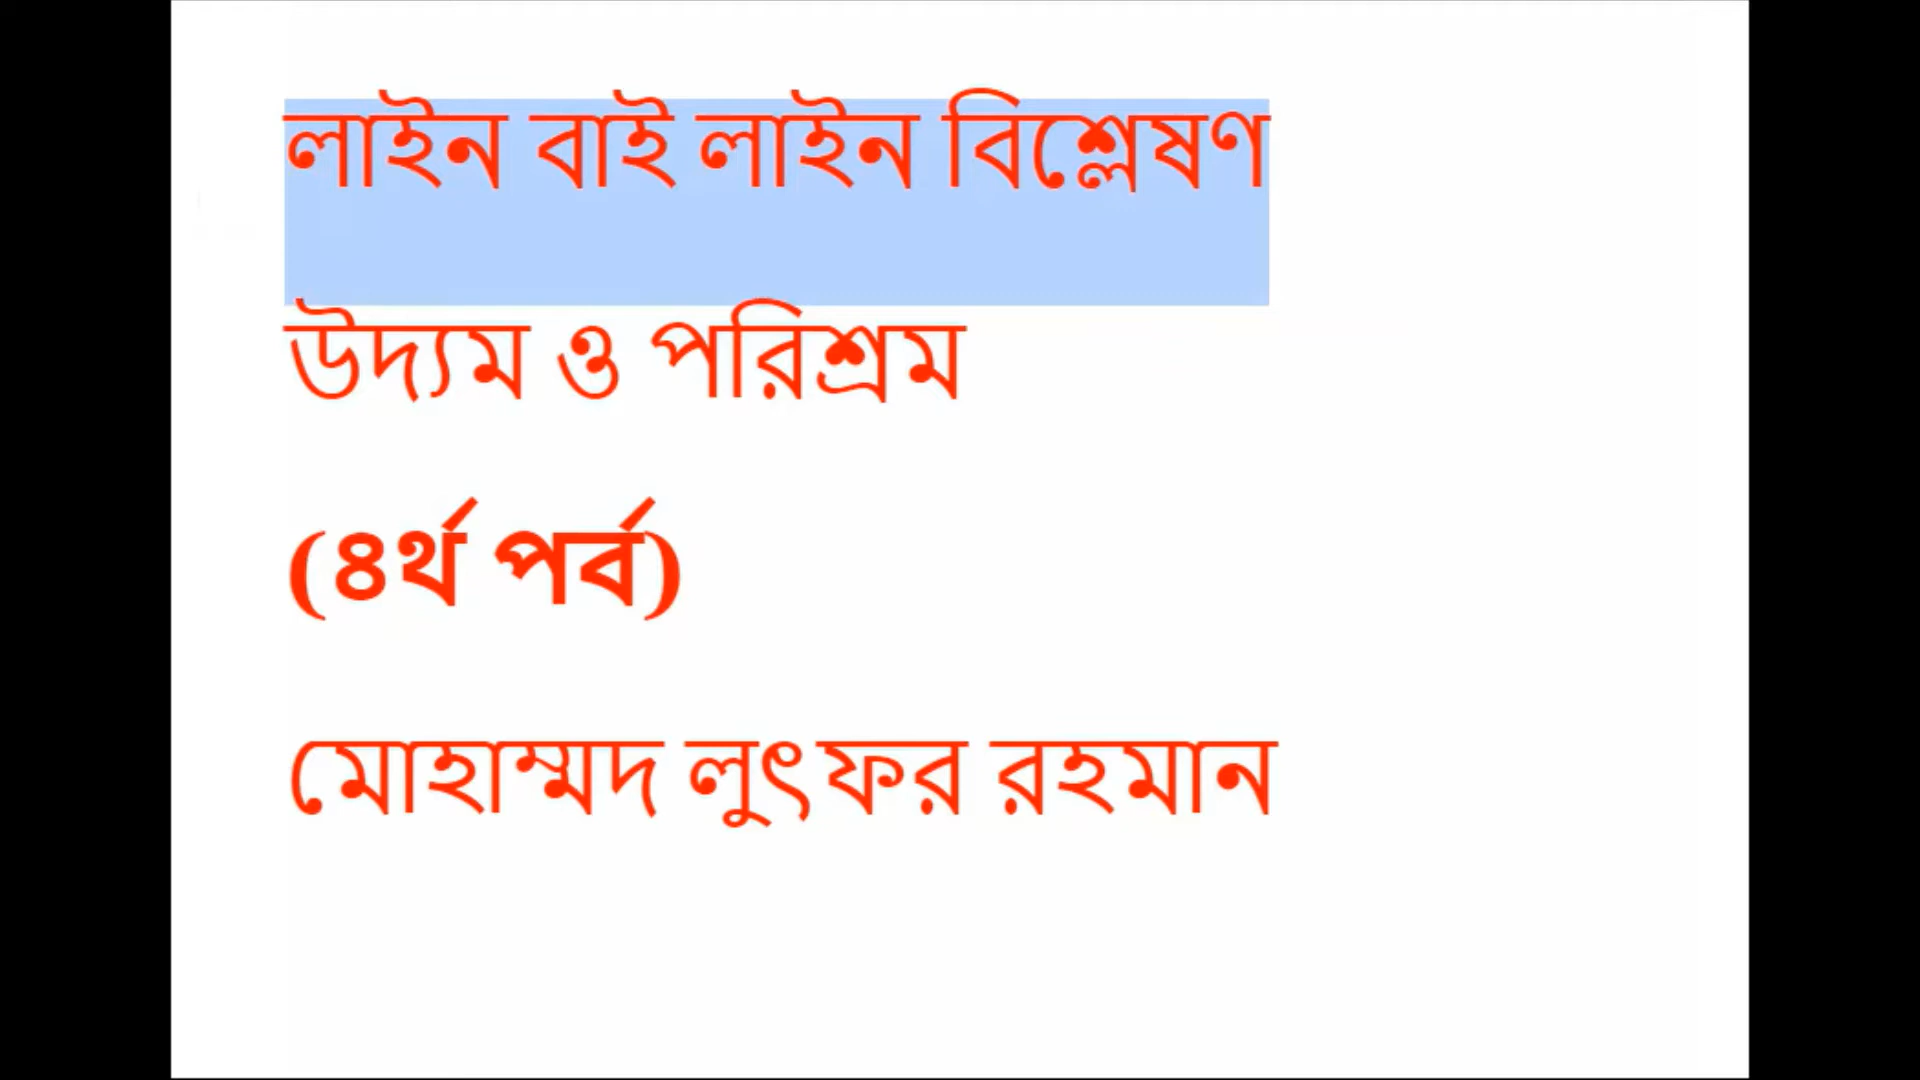 লাইন বাই লাইন বিশ্লেষণ
উদ্যম ও পরিশ্রম
(৪র্থ পর্ব)
মোহাম্মদ লুৎফর রহমান